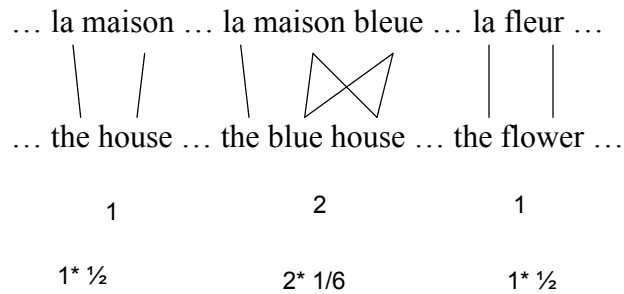 … la maison … la maison bleue … la fleur …
… the house … the blue house … the flower …
1 2 1
1* ½ 2* 1/6 1* ½